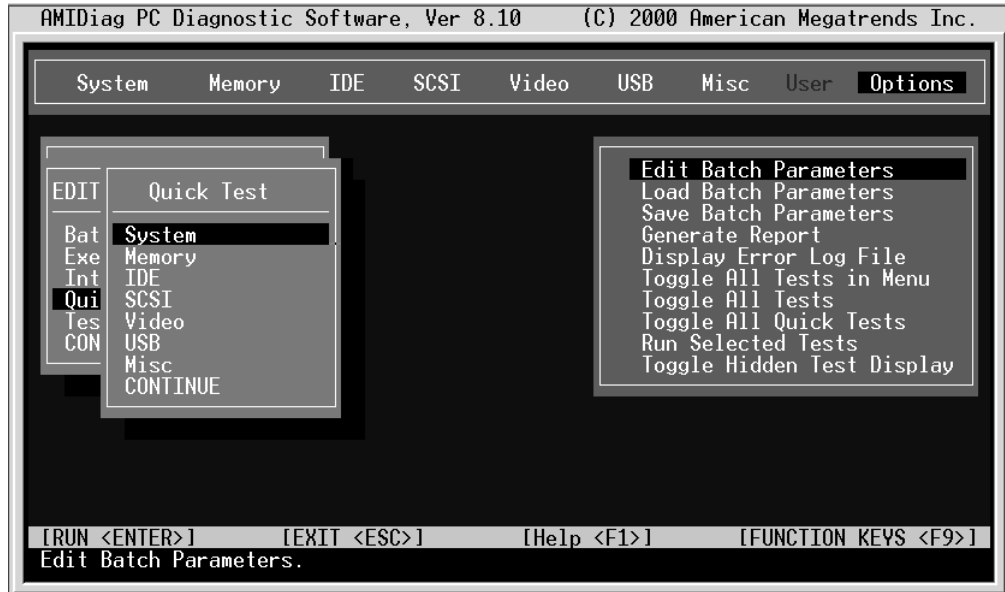 AMIDiag PC Diagnostic Software, Ver 8.10 (C) 2000 American Megatrends Inc.
System Memory IDE SCSI Video USB Misc User Options
EDIT
Bat
Exe
Int
Qui
Tes
CON
Quick Test
System
Memory
IDE
SCSI
Video
USB
Misc
CONTINUE
Edit Batch Parameters
Load Batch Parameters
Save Batch Parameters
Generate Report
Display Error Log File
Toggle All Tests in Menu
Toggle All Tests
Toggle All Quick Tests
Run Selected Tests
Toggle Hidden Test Display
[RUN <ENTER>] [EXIT <ESC>] [Help <F1>] [FUNCTION KEYS <F9>]
Edit Batch Parameters.